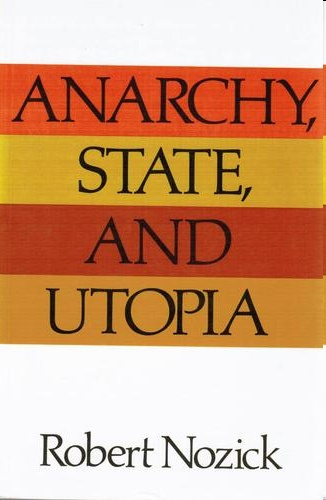 ANARCHY,
STATE,
AND
UTOPIA
Robert Nozick